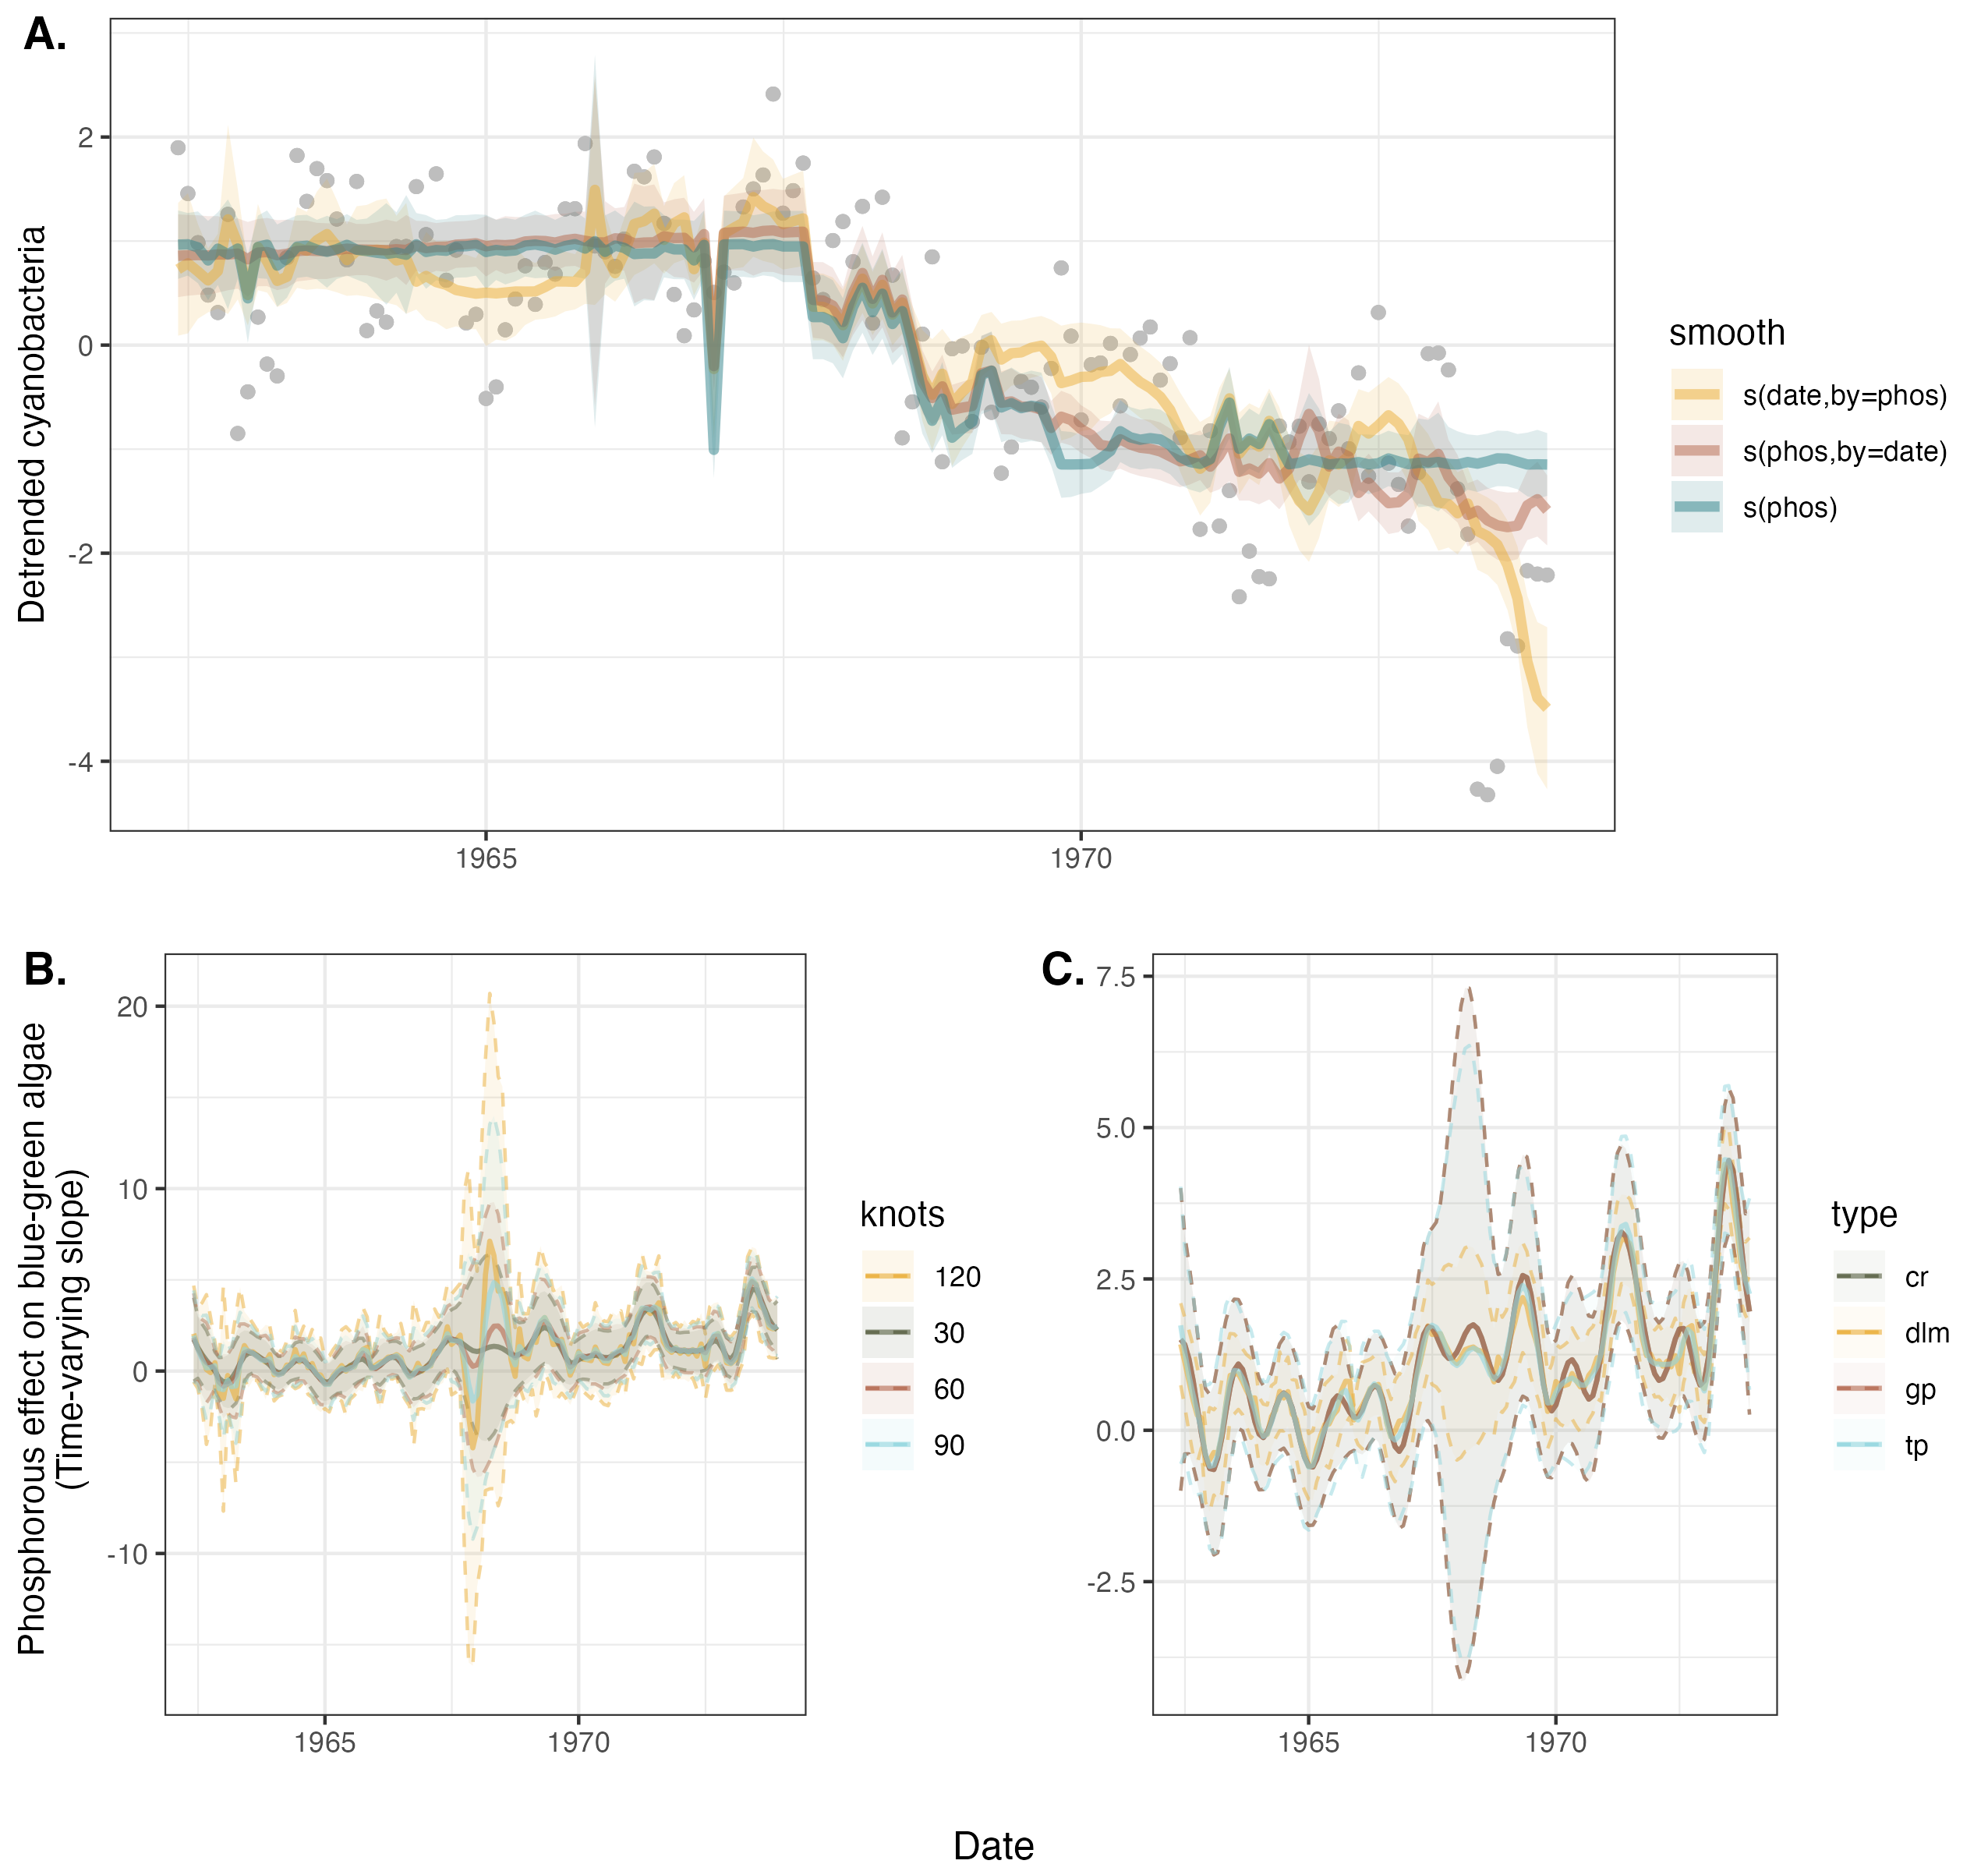 A.
Detrended cyanobacteria
2
0
-2
-4
1965
1970
smooth
s(date,by=phos)
s(phos,by=date)
s(phos)
B.
Phosphorous effect on blue-green algae
(Time-varying slope)
20
10
0
-10
1965
1970
knots
120
30
60
90
C.
7.5
5.0
2.5
0.0
-2.5
1965
1970
type
cr
dlm
gp
tp
Date